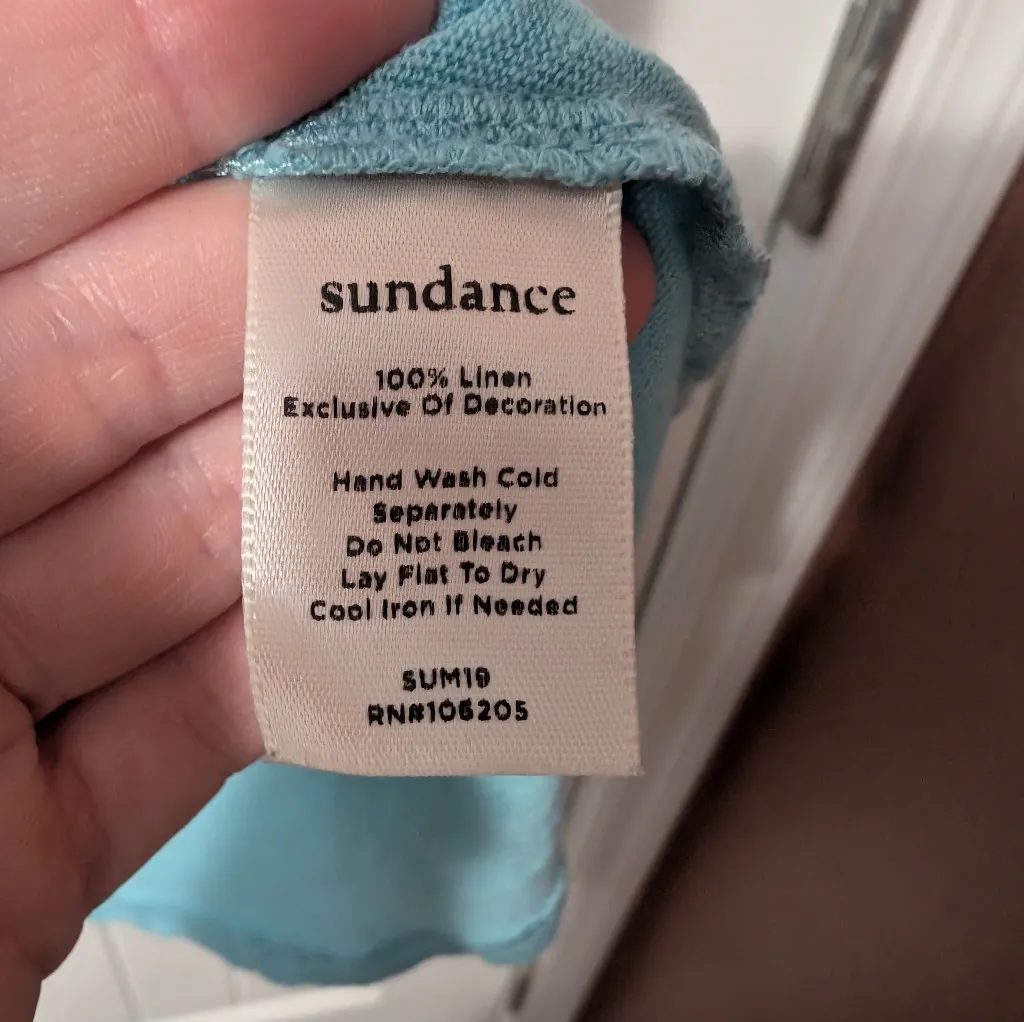 sundance
100% Linen
Exclusive Of Decoration
Hand Wash Cold
Separately
Do Not Bleach
Lay Flat To Dry
Cool Iron If Needed
SUM19
RN#106205